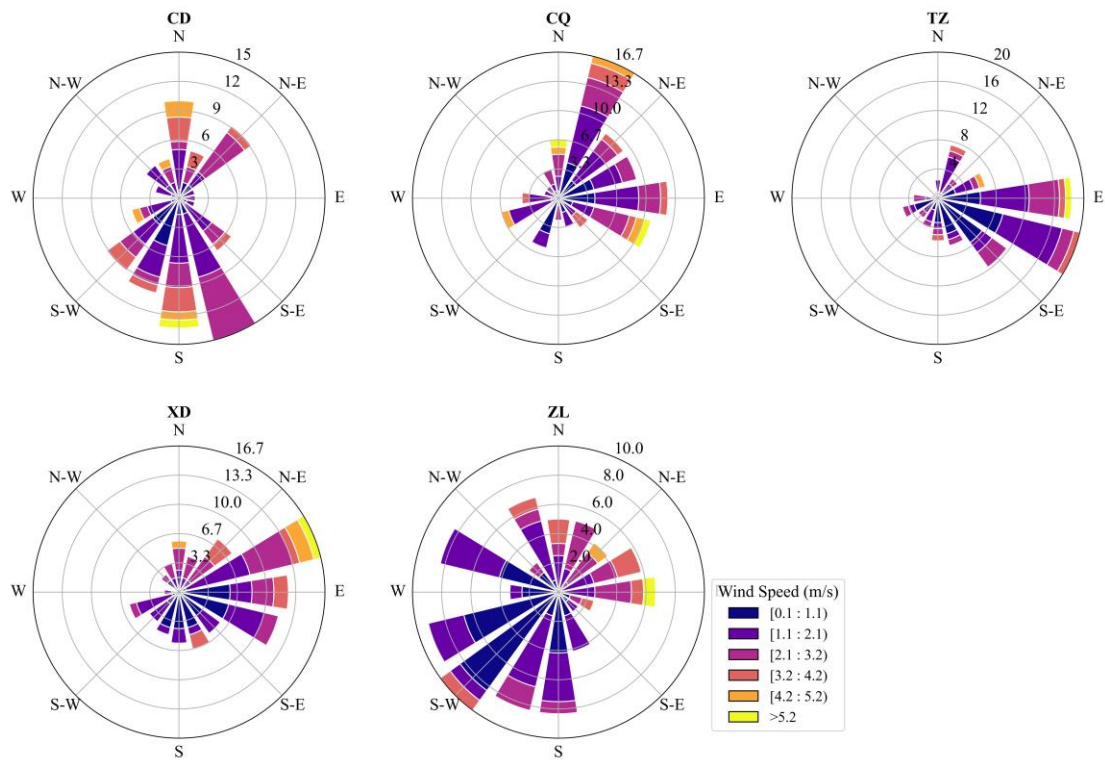 CD
N
15
N-W
12
N-E
9
6
3
W
E
S-W
S-E
S
CQ
N
16.7
N-W
13.3
N-E
10.0
6.7
W
E
S-W
S-E
S
TZ
N
20
N-W
16
N-E
12
8
W
E
S-W
S-E
S
XD
N
16.7
N-W
13.3
N-E
10.0
6.7
3.3
W
E
S-W
S-E
S
ZL
N
10.0
N-W
8.0
N-E
6.0
4.0
2.0
W
E
S-W
S-E
S
Wind Speed (m/s)
[0.1 : 1.1)
[1.1 : 2.1)
[2.1 : 3.2)
[3.2 : 4.2)
[4.2 : 5.2)
>5.2